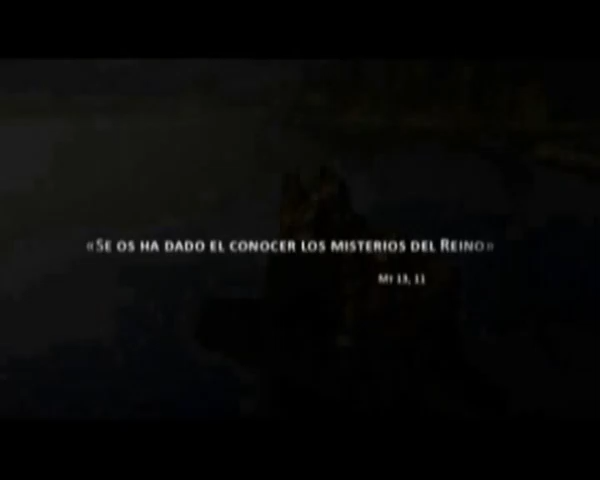 «Se os ha dado el conocer los misterios del Reino»
Mt 13, 11